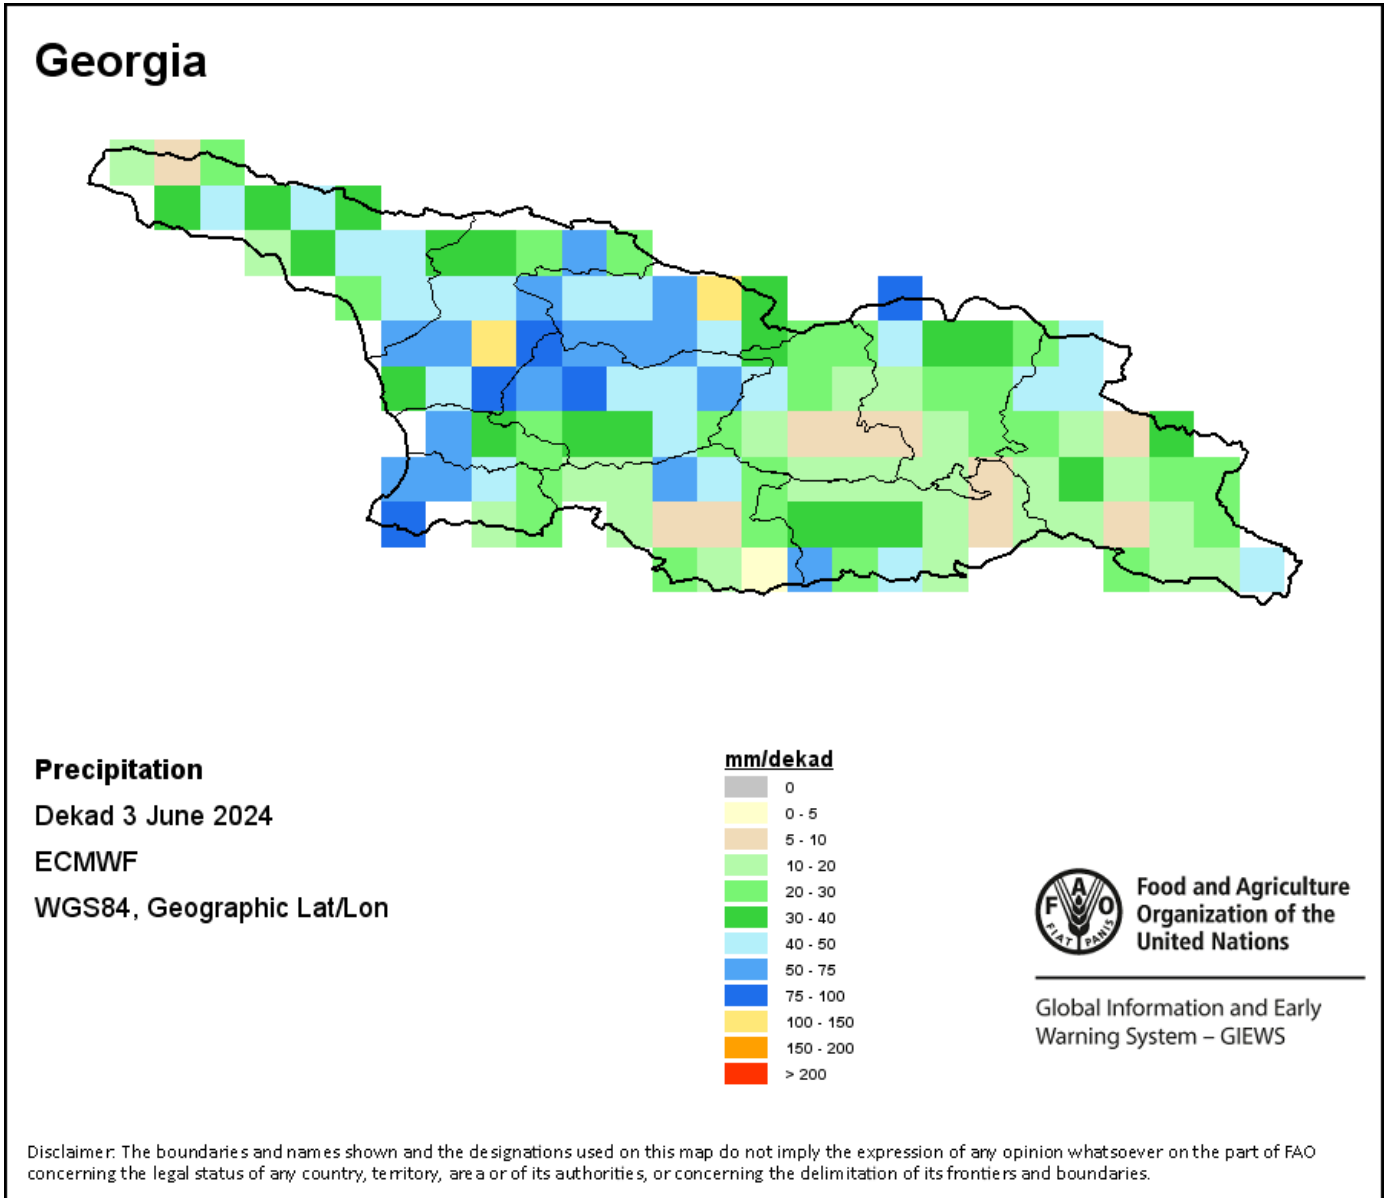 Georgia
Precipitation
Dekad 3 June 2024
ECMWF
WGS84, Geographic Lat/Lon
mm/dekad
0
0 - 5
5 - 10
10 - 20
20 - 30
30 - 40
40 - 50
50 - 75
75 - 100
100 - 150
150 - 200
> 200
F A O
FIAT PANIS
Food and Agriculture
Organization of the
United Nations
Global Information and Early
Warning System – GIEWS
Disclaimer: The boundaries and names shown and the designations used on this map do not imply the expression of any opinion whatsoever on the part of FAO
concerning the legal status of any country, territory, area or of its authorities, or concerning the delimitation of its frontiers and boundaries.